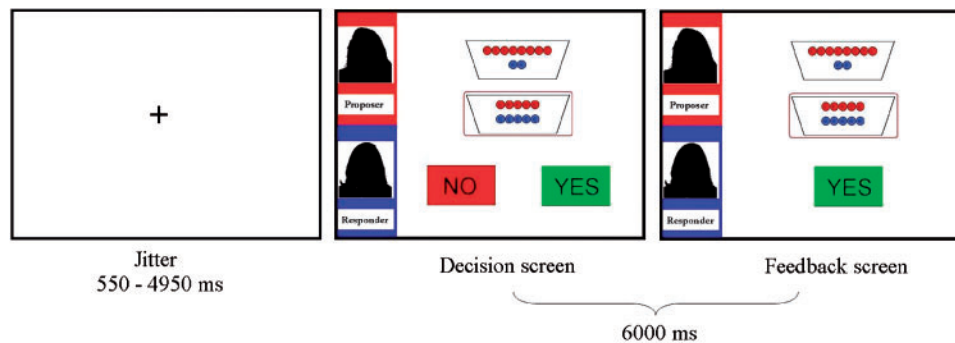 Proposer
Responder
NO YES
Proposer
Responder
YES
Jitter
550 - 4950 ms
Decision screen
Feedback screen
6000 ms